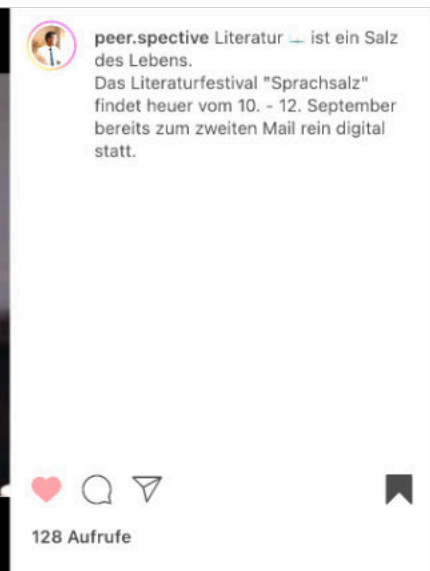 peer.spective Literatur 📖 ist ein Salz
des Lebens.
Das Literaturfestival "Sprachsalz"
findet heuer vom 10. - 12. September
bereits zum zweiten Mail rein digital
statt.
128 Aufrufe